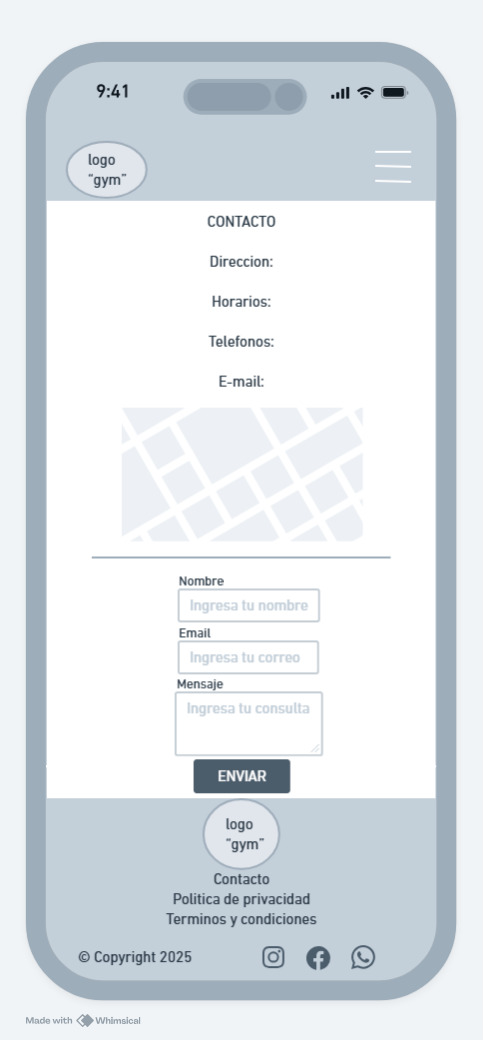 9:41
logo
"gym"
CONTACTO
Direccion:
Horarios:
Telefonos:
E-mail:
Nombre
Ingresa tu nombre
Email
Ingresa tu correo
Mensaje
Ingresa tu consulta
ENVIAR
logo
"gym"
Contacto
Politica de privacidad
Terminos y condiciones
© Copyright 2025
Made with Whimsical